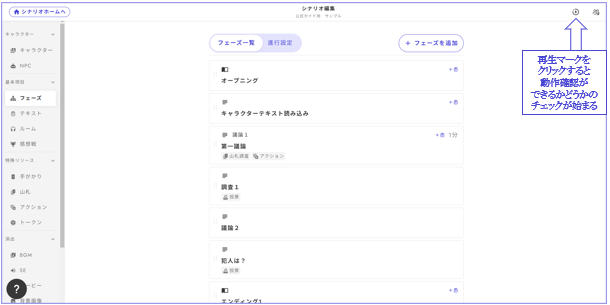 シナリオホームへ
シナリオ編集
公式ガイド用 サンプル
キャラクター
キャラクター
NPC
基本項目
フェーズ
テキスト
ルーム
感想戦
特殊リソース
手がかり
山札
アクション
トークン
演出
BGM
SE
ービー
背景画像
フェーズ一覧
進行設定
+ フェーズを追加
オープニング
キャラクターテキスト読み込み
議論１
1分
第一議論
山札調査
アクション
調査１
投票
議論２
犯人は？
投票
エンディング1
再生マークを
クリックすると
動作確認が
できるかどうかの
チェックが始まる
?